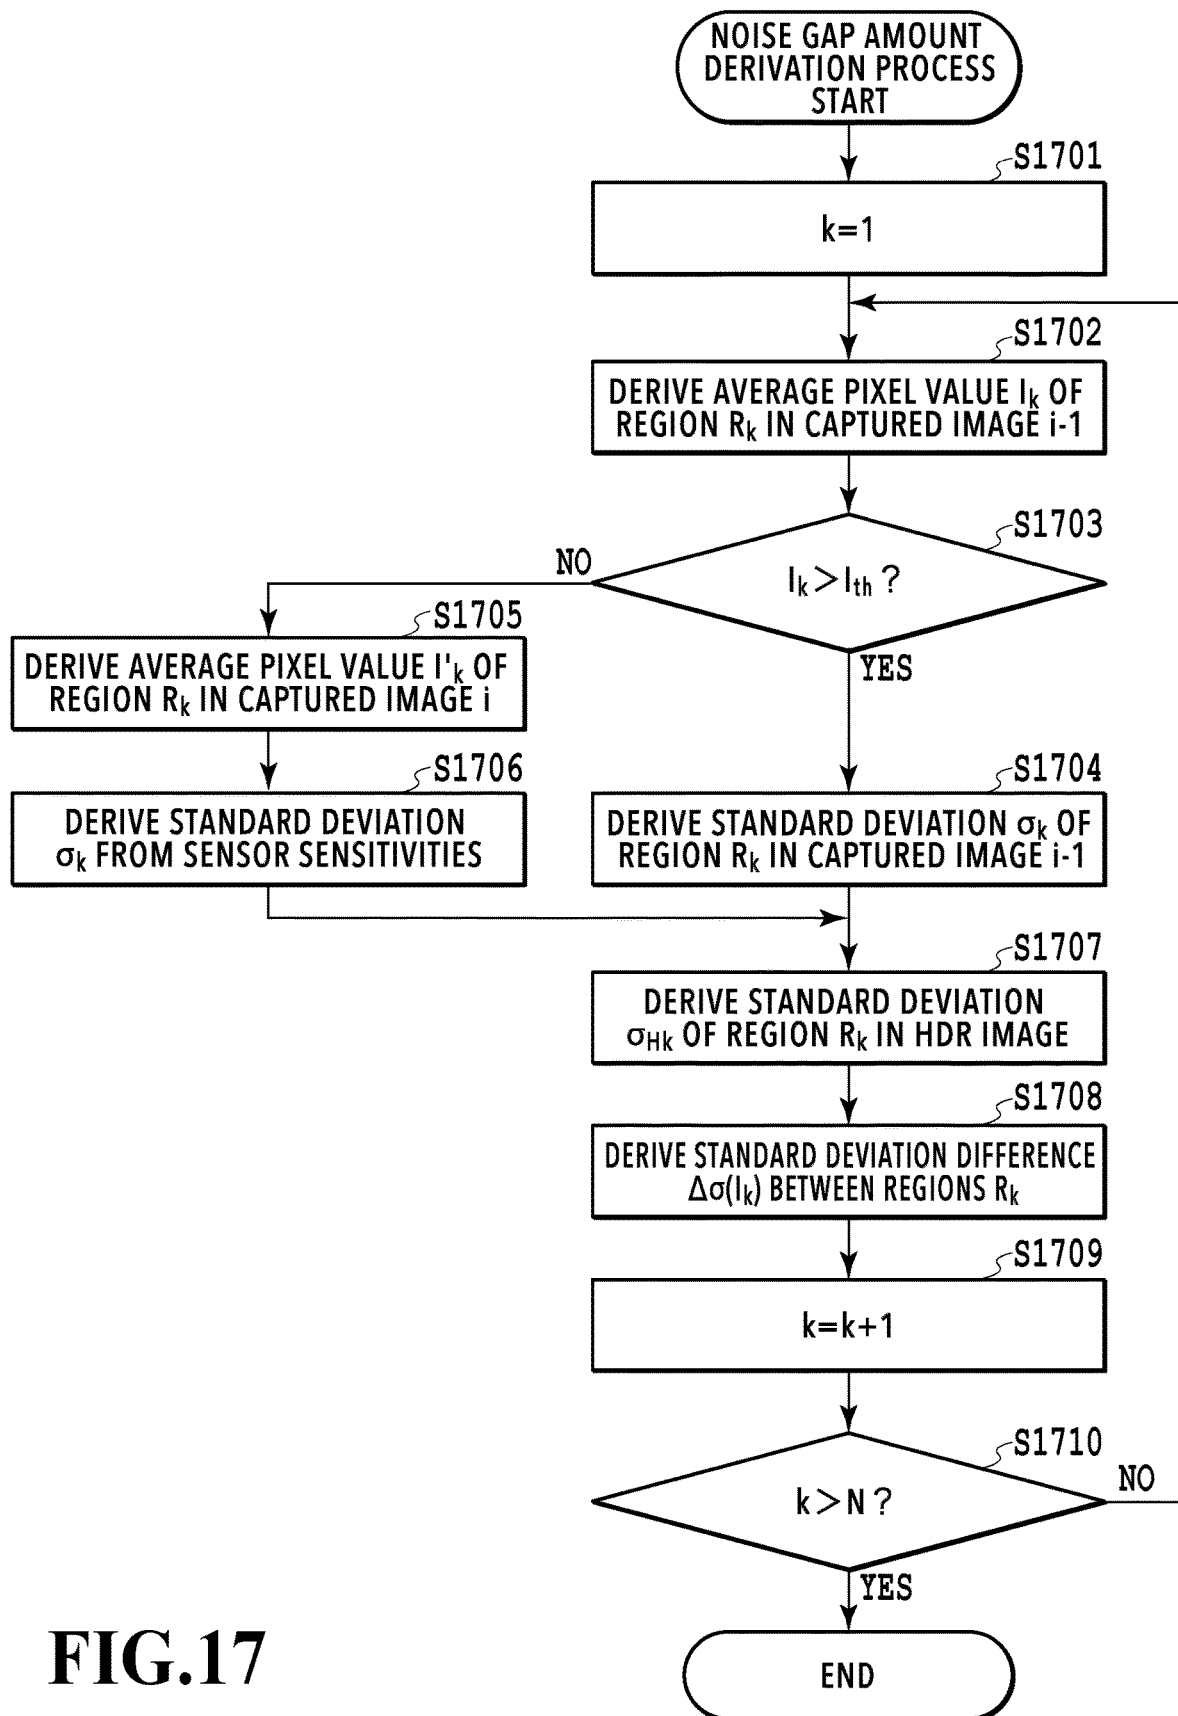 NOISE GAP AMOUNT
DERIVATION PROCESS
START
S1701
k=1
S1702
DERIVE AVERAGE PIXEL VALUE Ik OF
REGION Rk IN CAPTURED IMAGE i-1
S1703
Ik>Ith?
NO
YES
S1705
DERIVE AVERAGE PIXEL VALUE I'k OF
REGION Rk IN CAPTURED IMAGE i
S1706
DERIVE STANDARD DEVIATION
σk FROM SENSOR SENSITIVITIES
S1704
DERIVE STANDARD DEVIATION σk OF
REGION Rk IN CAPTURED IMAGE i-1
S1707
DERIVE STANDARD DEVIATION
σHk OF REGION Rk IN HDR IMAGE
S1708
DERIVE STANDARD DEVIATION DIFFERENCE
Δσ(Ik) BETWEEN REGIONS Rk
S1709
k=k+1
S1710
k>N?
NO
YES
END
FIG.17